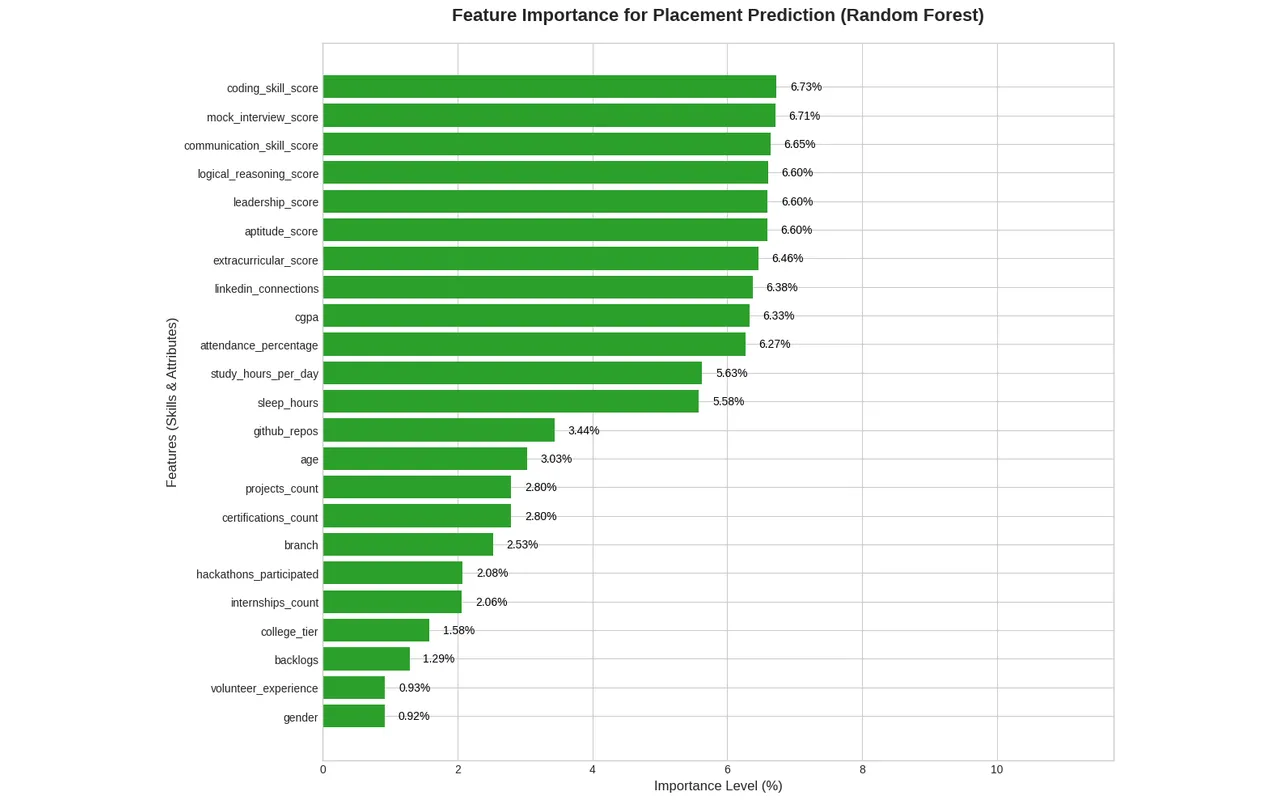 Feature Importance for Placement Prediction (Random Forest)
coding_skill_score 6.73%
mock_interview_score 6.71%
communication_skill_score 6.65%
logical_reasoning_score 6.60%
leadership_score 6.60%
aptitude_score 6.60%
extracurricular_score 6.46%
linkedin_connections 6.38%
cgpa 6.33%
attendance_percentage 6.27%
study_hours_per_day 5.63%
sleep_hours 5.58%
github_repos 3.44%
age 3.03%
projects_count 2.80%
certifications_count 2.80%
branch 2.53%
hackathons_participated 2.08%
internships_count 2.06%
college_tier 1.58%
backlogs 1.29%
volunteer_experience 0.93%
gender 0.92%
Features (Skills & Attributes)
0 2 4 6 8 10
Importance Level (%)